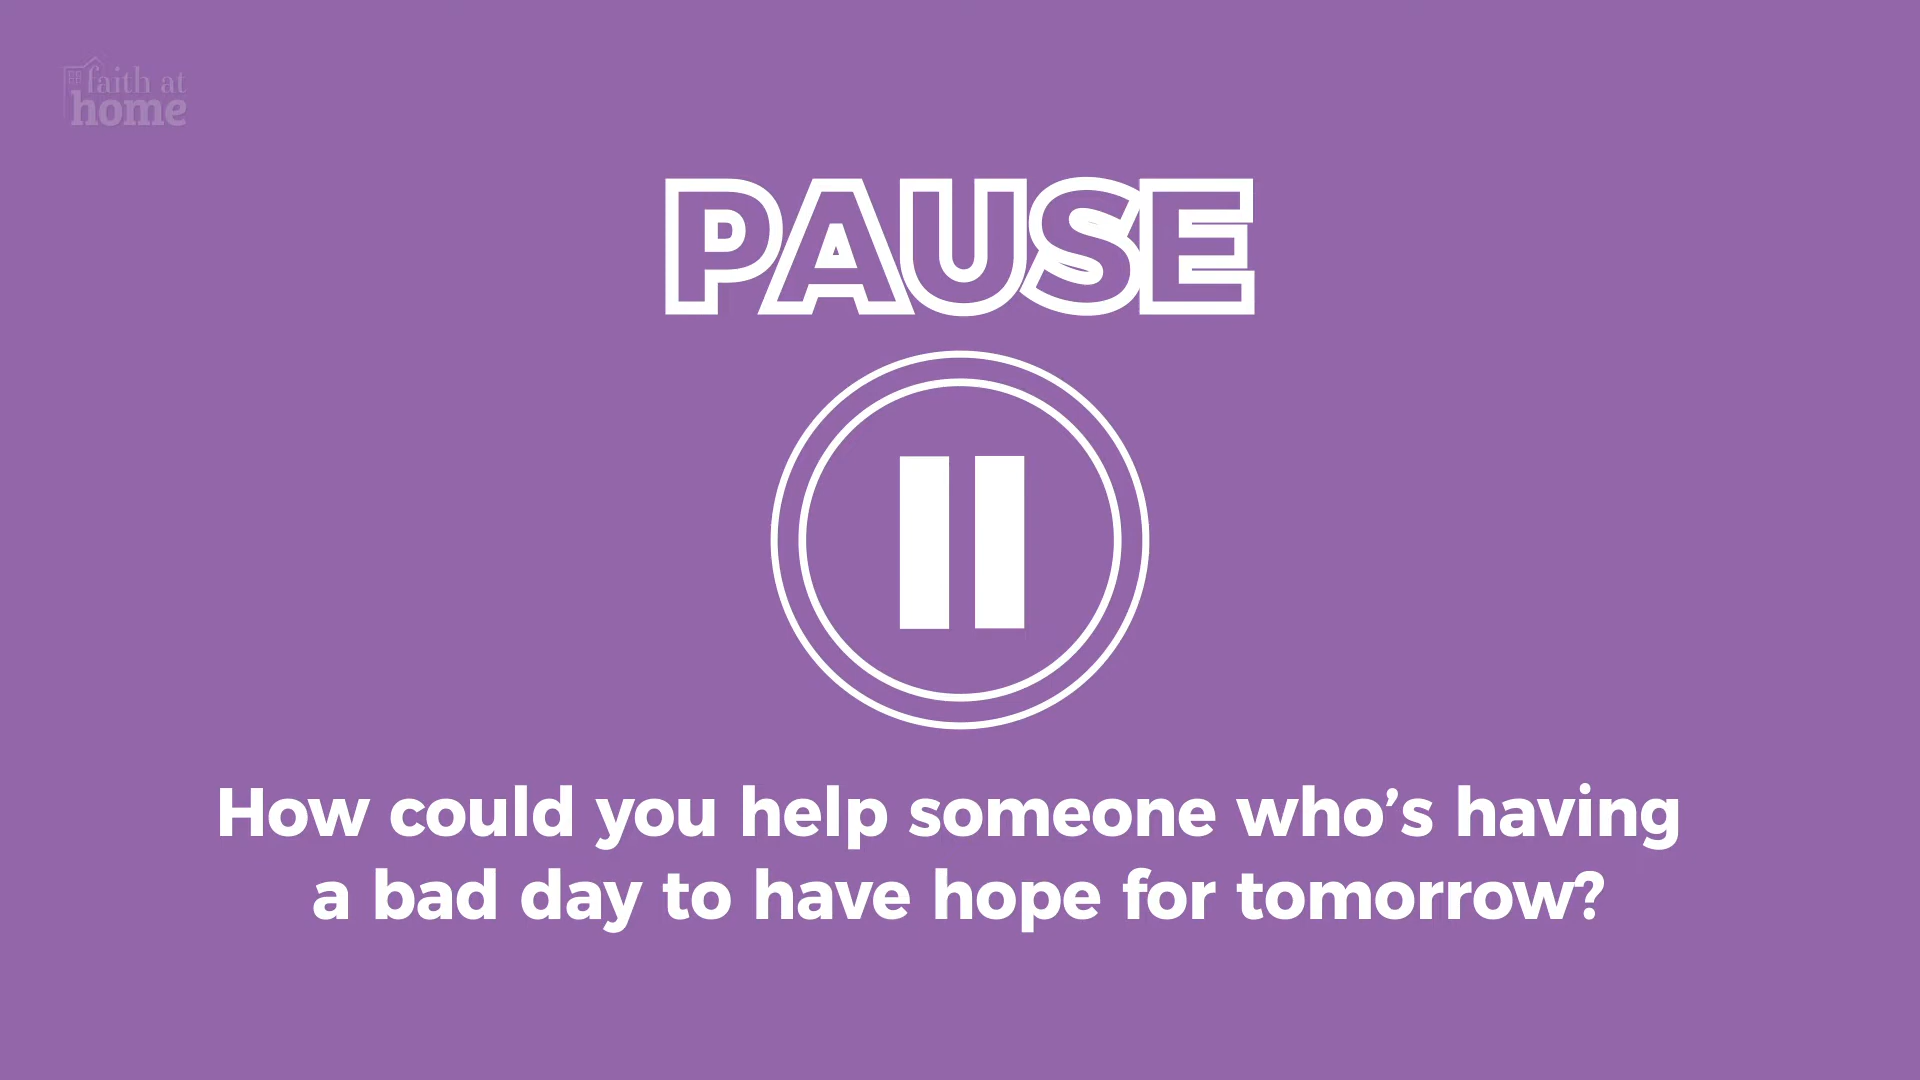 faith at
home
PAUSE
How could you help someone who’s having
a bad day to have hope for tomorrow?